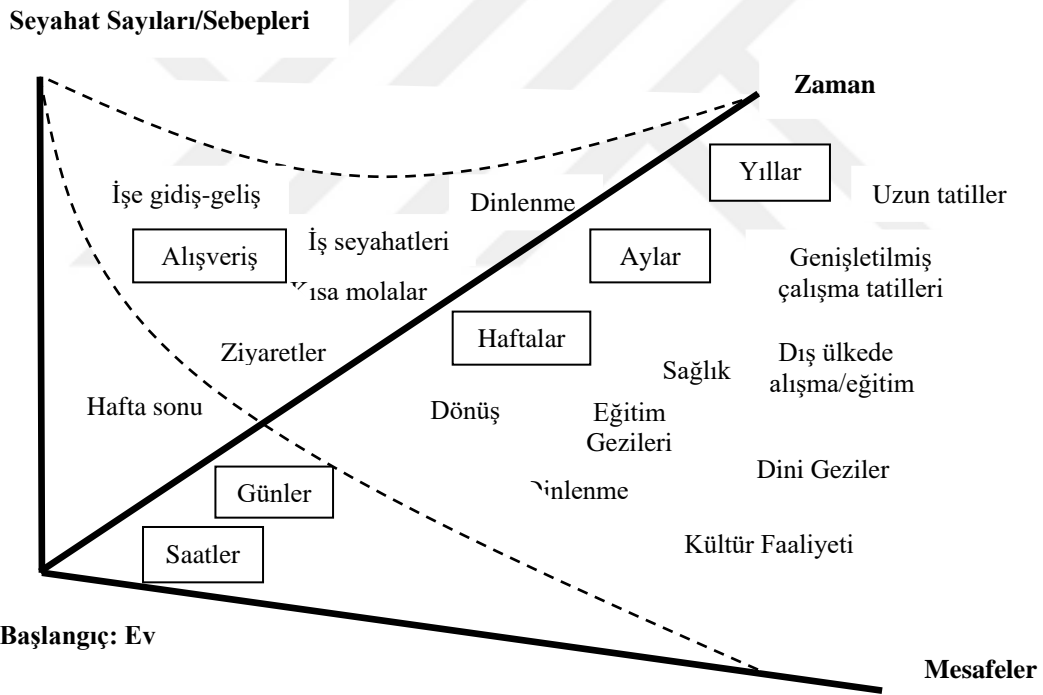 Seyahat Sayıları/Sebepleri
Zaman
Yıllar
İşe gidiş-geliş
Dinlenme
Uzun tatiller
Alışveriş
İş seyahatleri
Aylar
Genişletilmiş
çalışma tatilleri
molalar
Haftalar
Ziyaretler
Sağlık
Dış ülkede
alışma/eğitim
Hafta sonu
Dönüş
Eğitim
Gezileri
Dini Geziler
Günler
Kültür Faaliyeti
Saatler
Başlangıç: Ev
Mesafeler